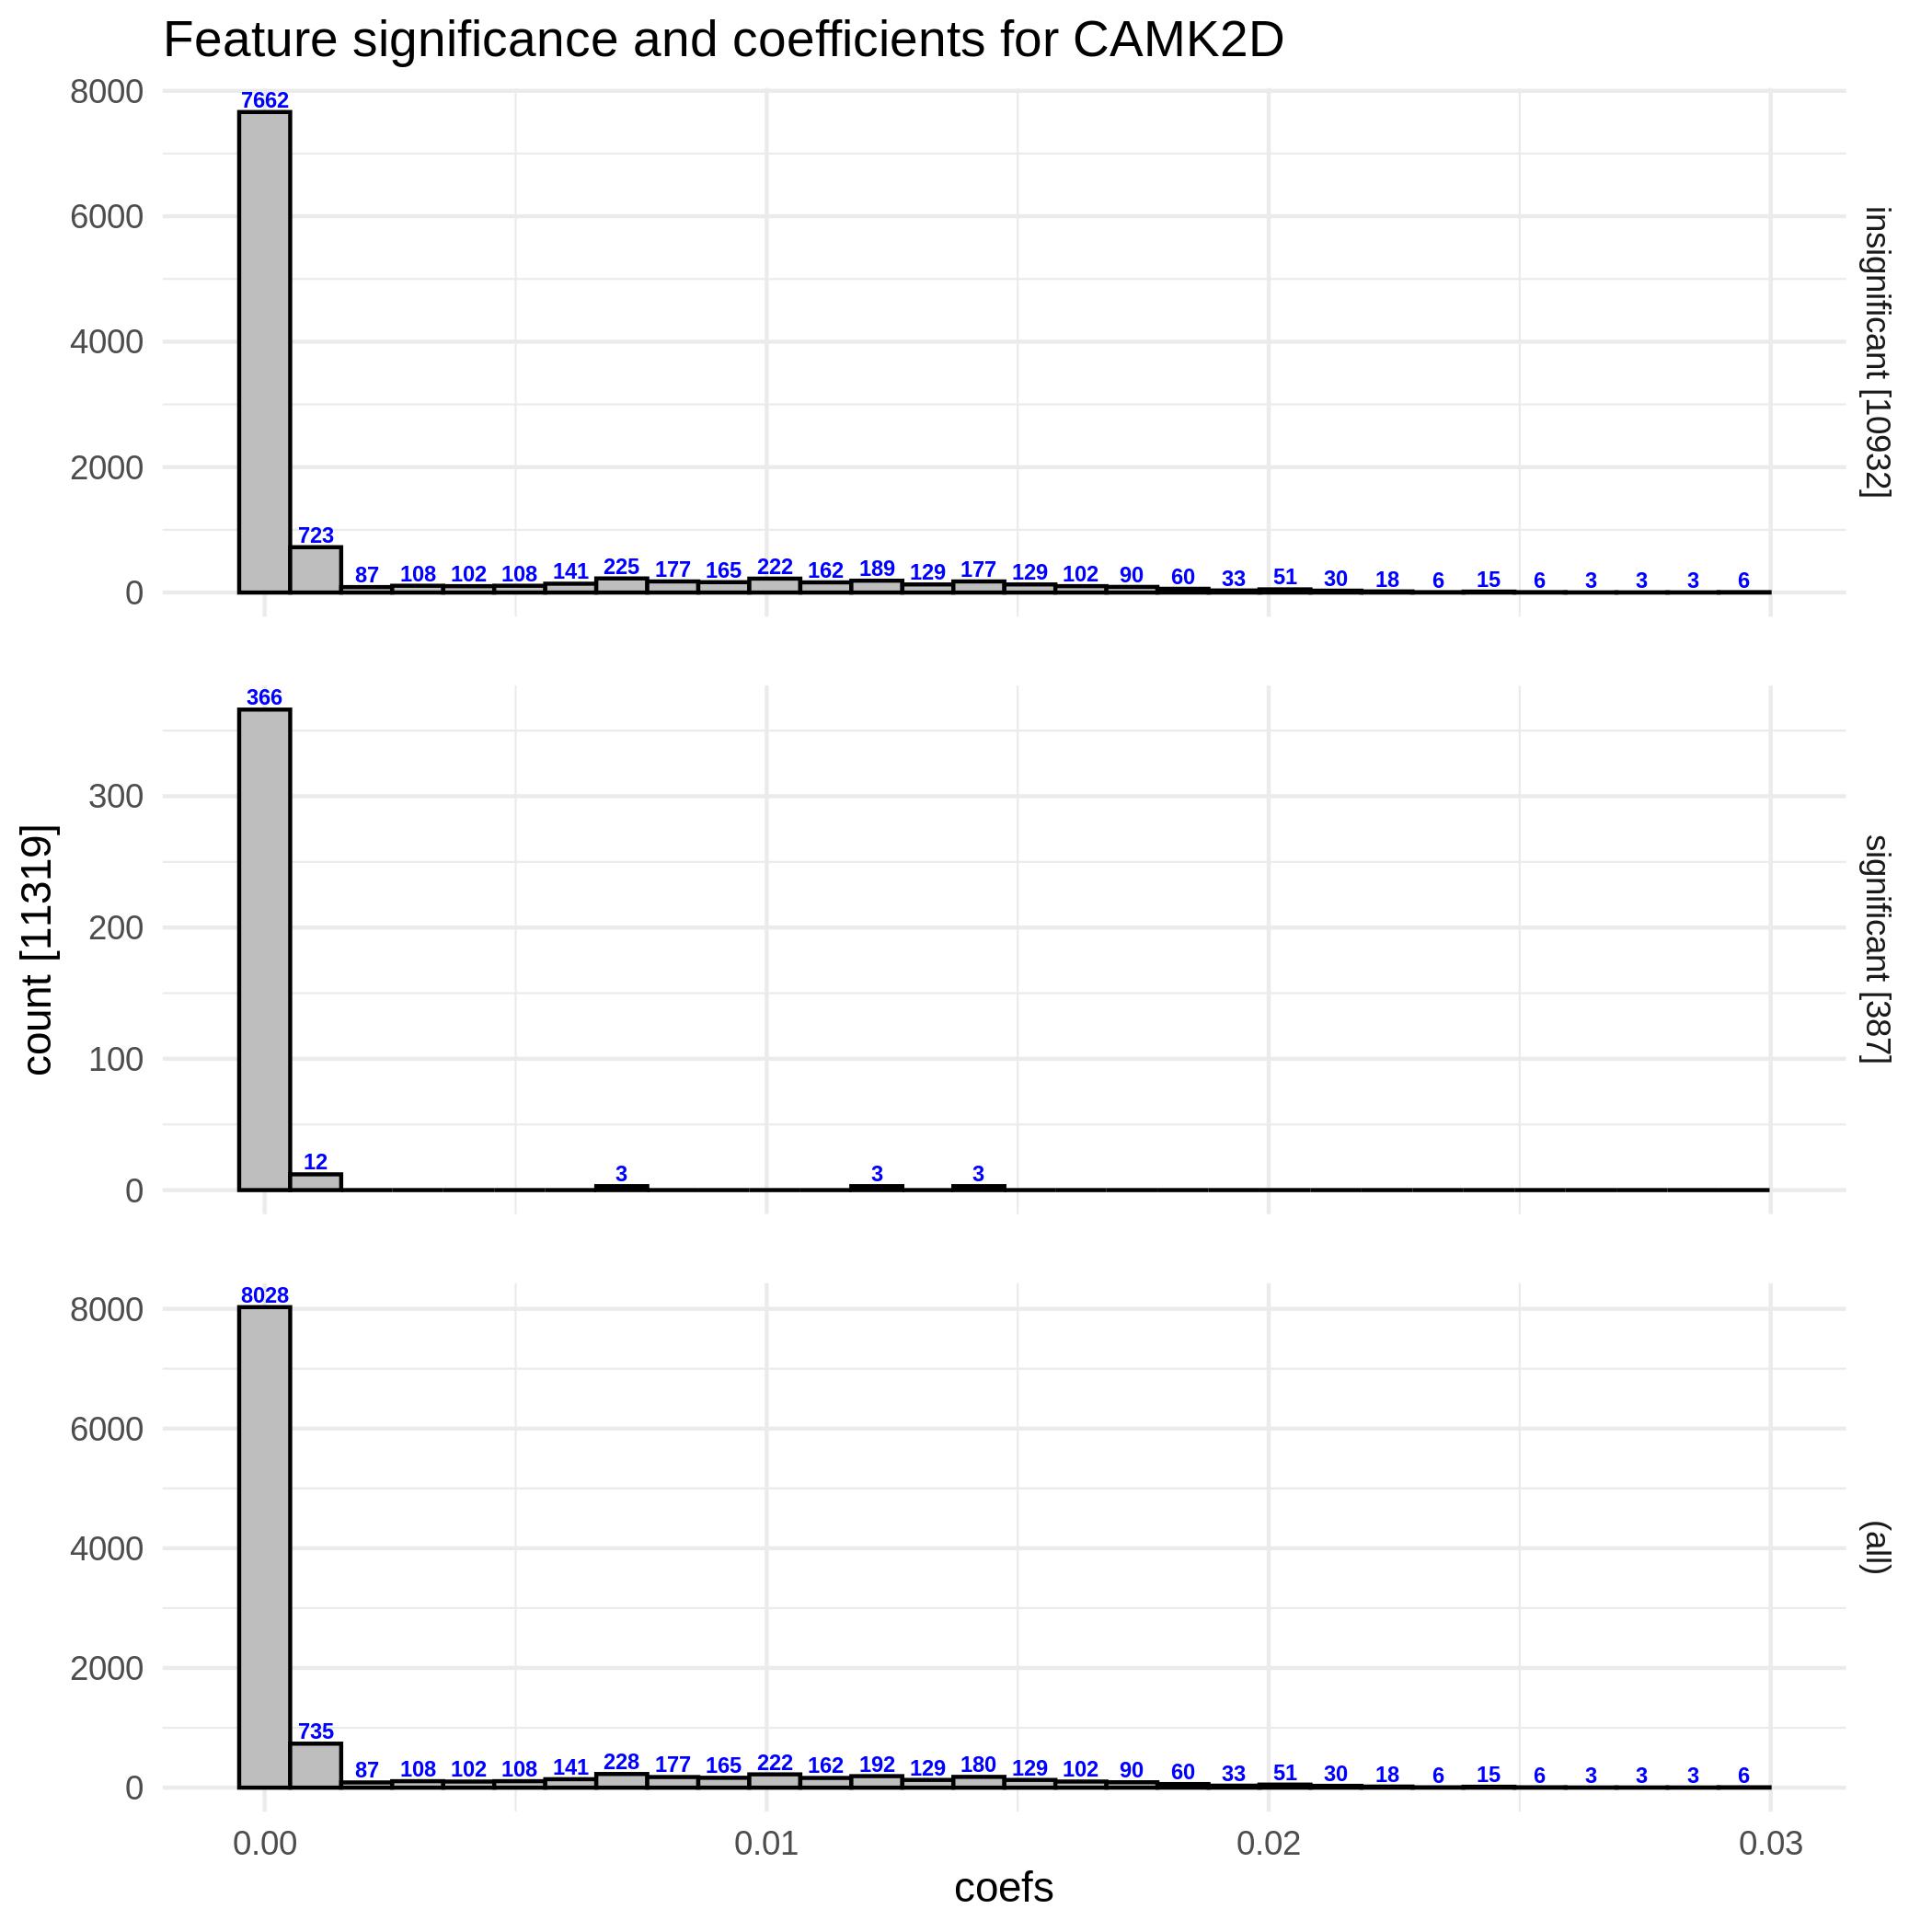 Feature significance and coefficients for CAMK2D
8000
6000
4000
2000
0
7662
723
87 108 102 108 141 225 177 165 222 162 189 129 177 129 102 90 60 33 51 30 18 6 15 6 3 3 3 6
insignificant [10932]
300
200
100
0
366
12
3
3
3
significant [387]
count [11319]
8000
6000
4000
2000
0
8028
735
87 108 102 108 141 228 177 165 222 162 192 129 180 129 102 90 60 33 51 30 18 6 15 6 3 3 3 6
(all)
0.00 0.01 0.02 0.03
coefs